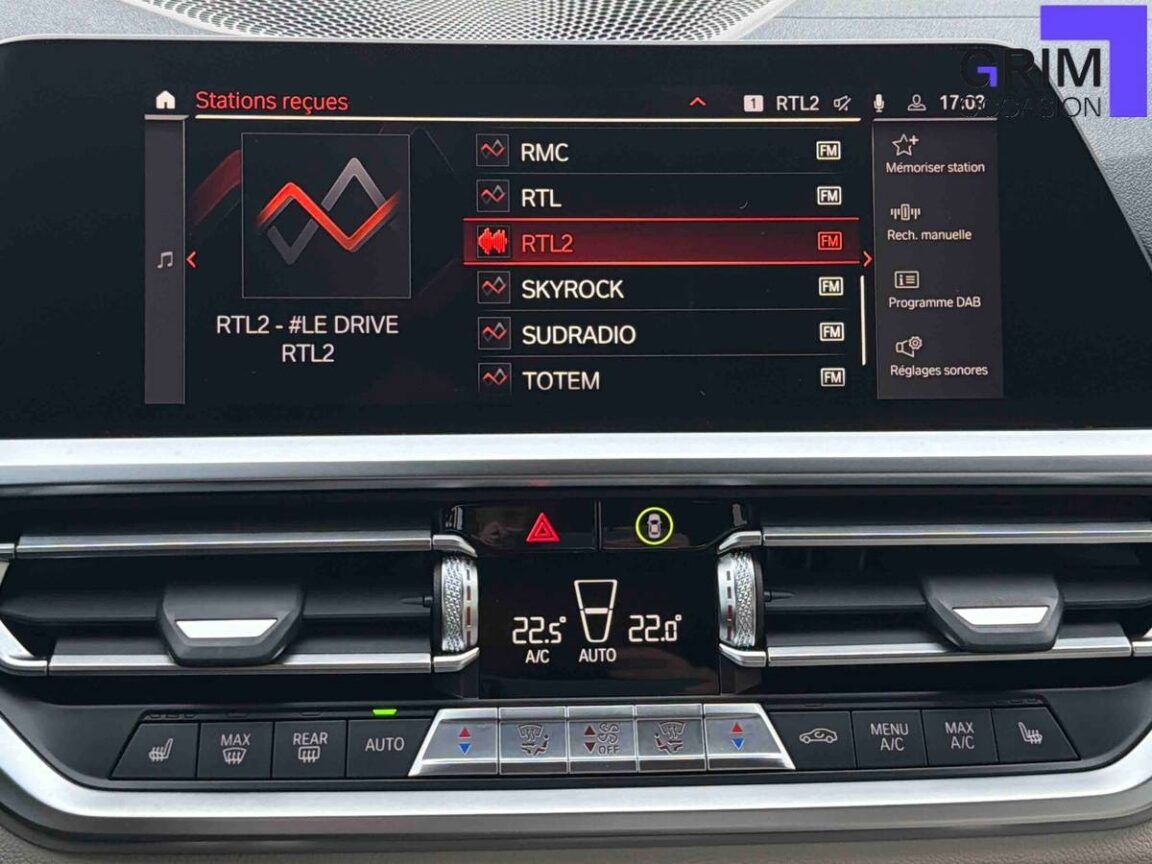 GRIM
OCCASION
Stations reçues
1 RTL2 17:03
RMC FM
RTL FM
RTL2 FM
SKYROCK FM
SUDRADIO FM
TOTEM FM
RTL2 - #LE DRIVE
RTL2
Mémoriser station
Rech. manuelle
Programme DAB
Réglages sonores
22.5° 22.0°
A/C AUTO
MAX
REAR
AUTO
OFF
MENU
A/C
MAX
A/C